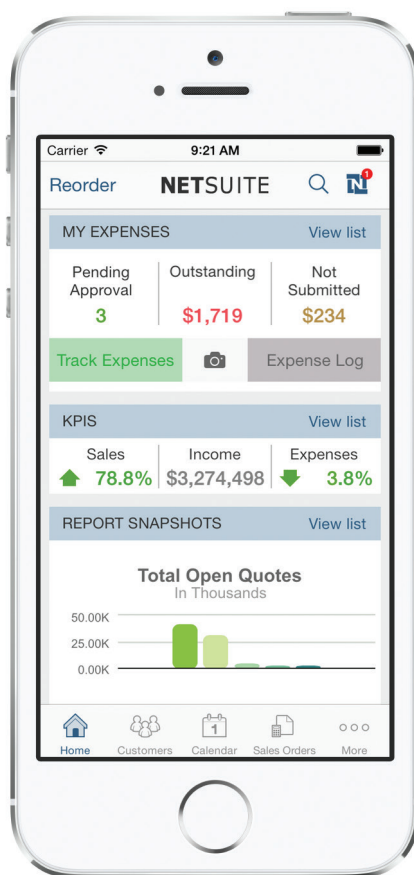 Carrier 9:21 AM
Reorder NETSUITE N 1
MY EXPENSES View list
Pending Approval
3
Outstanding
$1,719
Not Submitted
$234
Track Expenses Expense Log
KPIS View list
Sales Income Expenses
78.8% $3,274,498 3.8%
REPORT SNAPSHOTS View list
Total Open Quotes
In Thousands
50.00K
25.00K
0.00K
1
Home Customers Calendar Sales Orders More